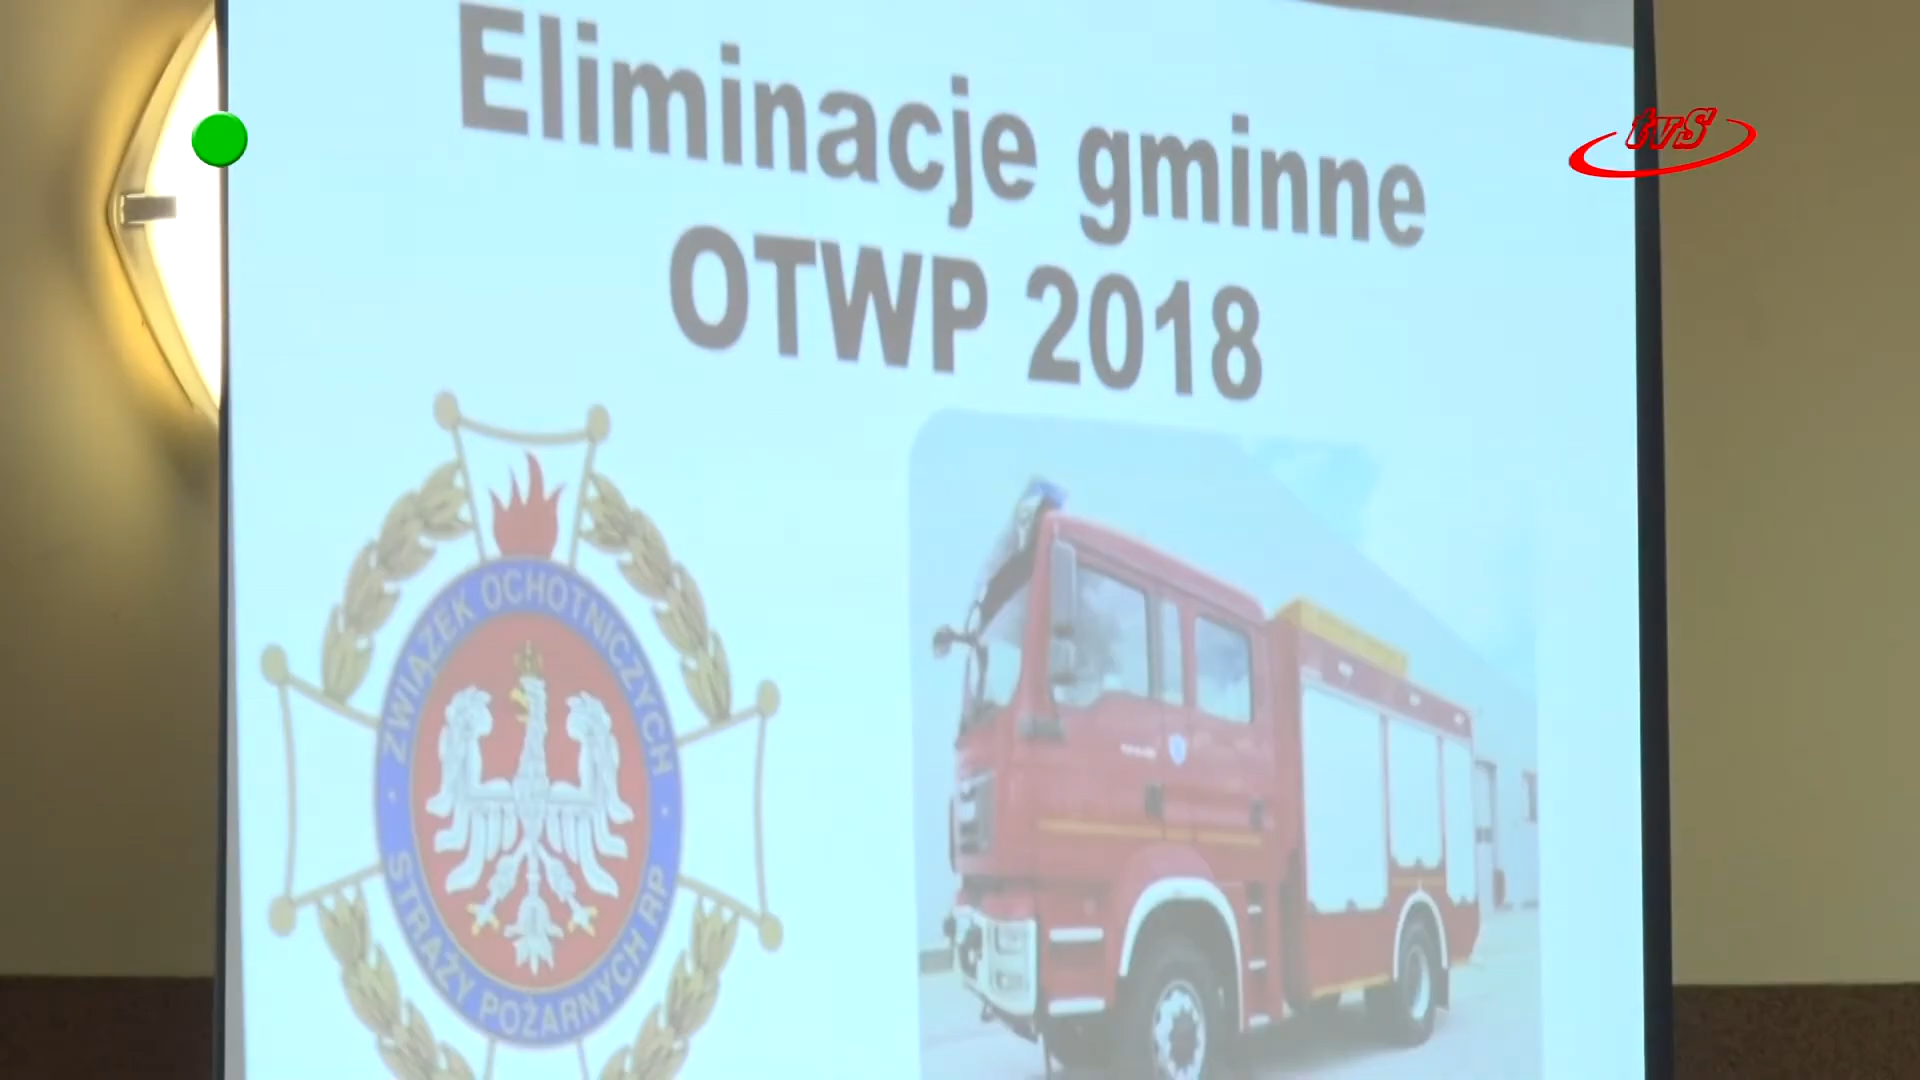 Eliminacje gminne
OTWP 2018
tvS
ZWIĄZEK OCHOTNICZYCH
STRAŻY POŻARNYCH RP